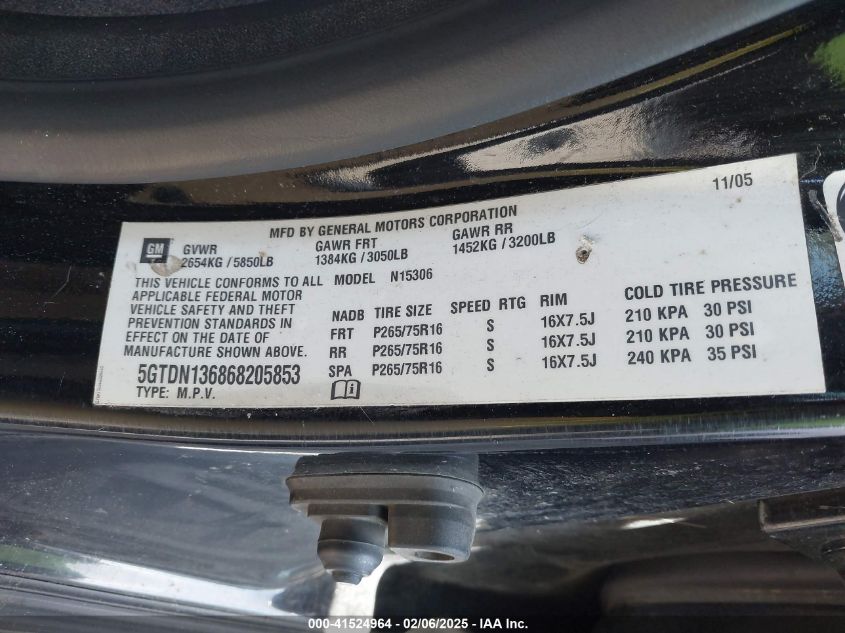 11/05
MFD BY GENERAL MOTORS CORPORATION
GM GVWR GAWR FRT GAWR RR
2654KG / 5850LB 1384KG / 3050LB 1452KG / 3200LB
THIS VEHICLE CONFORMS TO ALL MODEL N15306
APPLICABLE FEDERAL MOTOR
VEHICLE SAFETY AND THEFT
PREVENTION STANDARDS IN
EFFECT ON THE DATE OF
MANUFACTURE SHOWN ABOVE.
NADB TIRE SIZE SPEED RTG RIM COLD TIRE PRESSURE
FRT P265/75R16 S 16X7.5J 210 KPA 30 PSI
RR P265/75R16 S 16X7.5J 210 KPA 30 PSI
SPA P265/75R16 S 16X7.5J 240 KPA 35 PSI
5GTDN136868205853
TYPE: M.P.V.
000-41524964 - 02/06/2025 - IAA Inc.